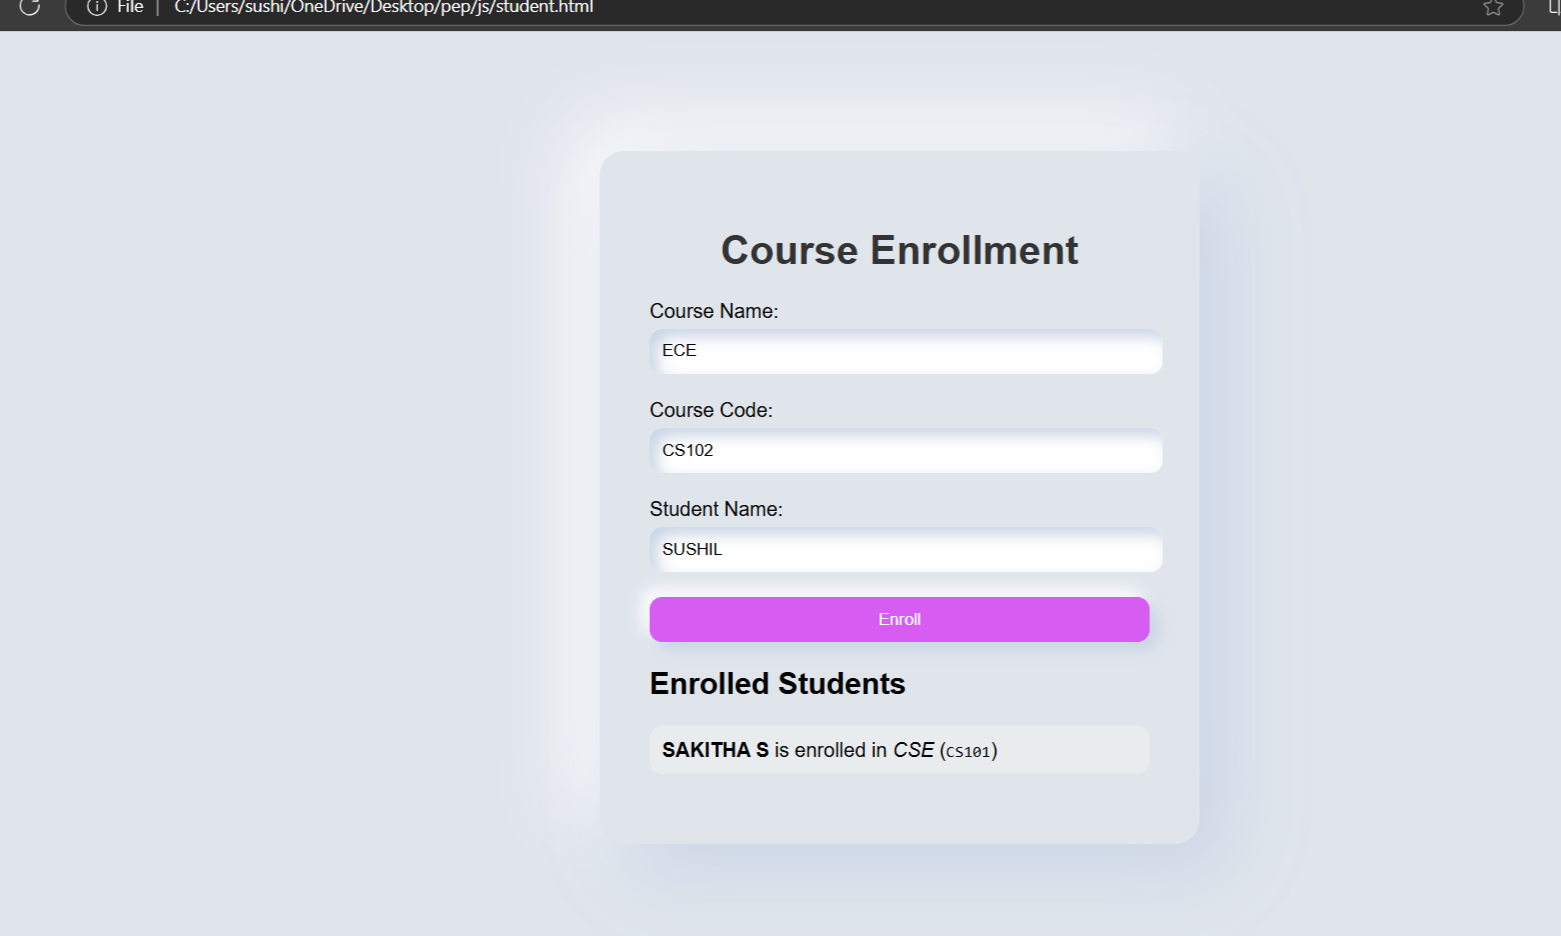 File | C:/Users/sushi/OneDrive/Desktop/pep/js/student.html
Course Enrollment
Course Name:
ECE
Course Code:
CS102
Student Name:
SUSHIL
Enroll
Enrolled Students
SAKITHA S is enrolled in CSE (CS101)